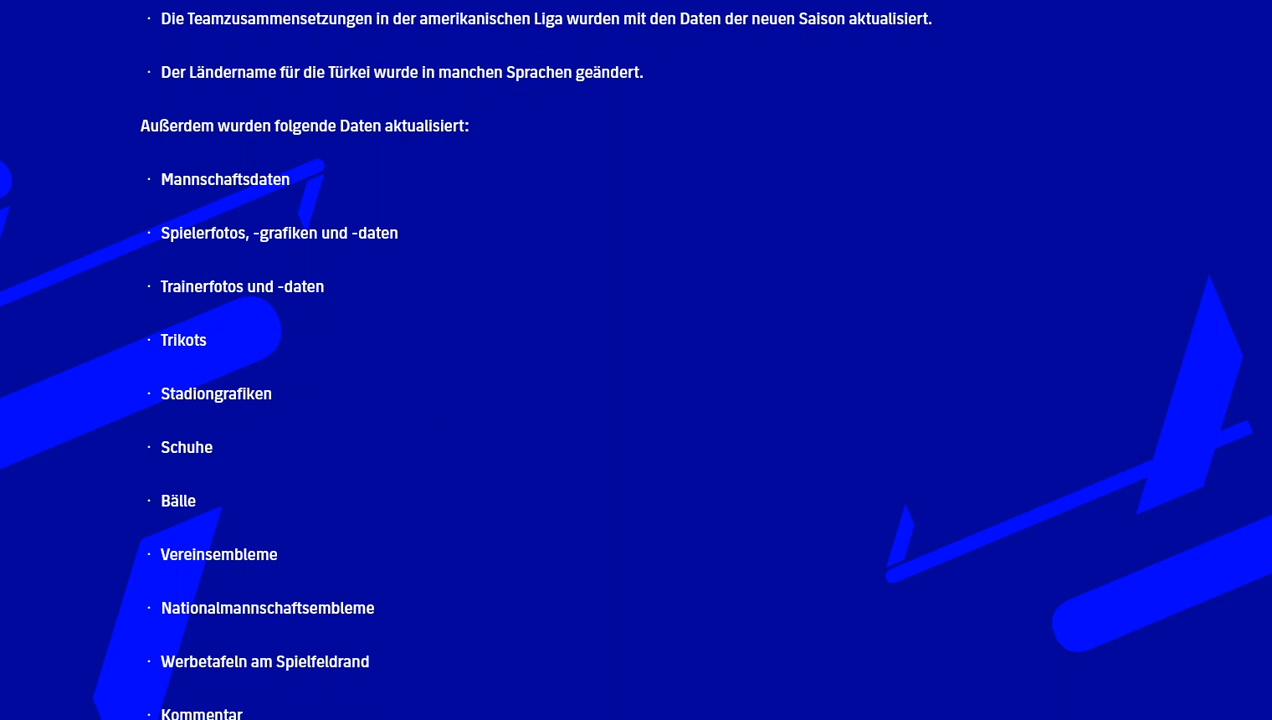 · Die Teamzusammensetzungen in der amerikanischen Liga wurden mit den Daten der neuen Saison aktualisiert.
· Der Ländername für die Türkei wurde in manchen Sprachen geändert.
Außerdem wurden folgende Daten aktualisiert:
· Mannschaftsdaten
· Spielerfotos, -grafiken und -daten
· Trainerfotos und -daten
· Trikots
· Stadiongrafiken
· Schuhe
· Bälle
· Vereinsembleme
· Nationalmannschaftsembleme
· Werbetafeln am Spielfeldrand
· Kommentar